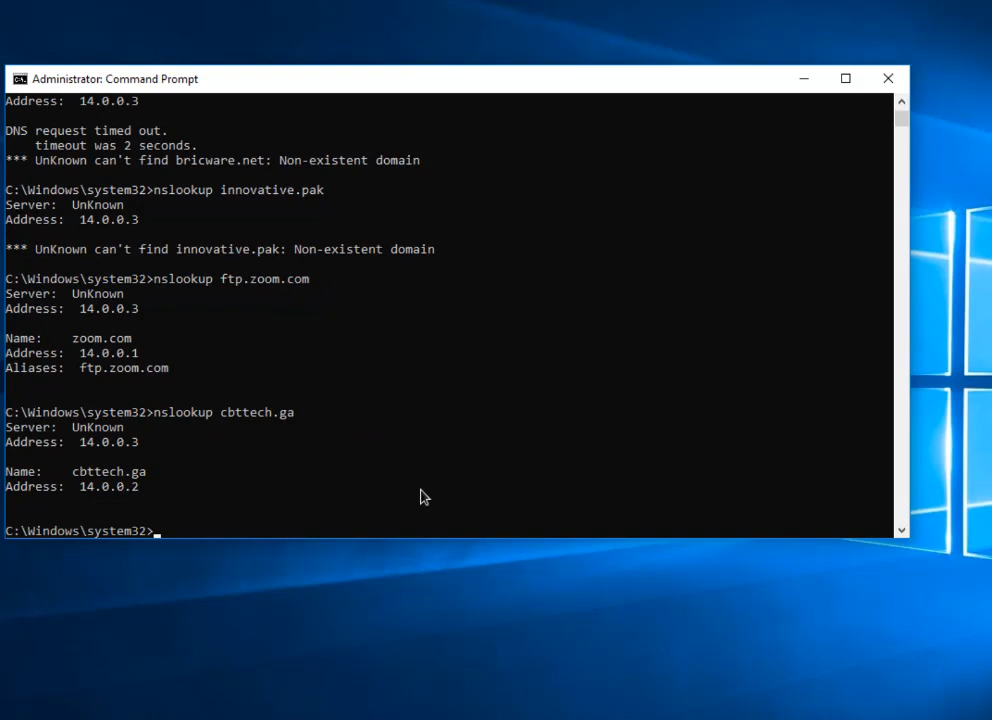 Administrator: Command Prompt
Address:  14.0.0.3
DNS request timed out.
    timeout was 2 seconds.
*** UnKnown can't find bricware.net: Non-existent domain
C:\Windows\system32>nslookup innovative.pak
Server:  UnKnown
Address:  14.0.0.3
*** UnKnown can't find innovative.pak: Non-existent domain
C:\Windows\system32>nslookup ftp.zoom.com
Server:  UnKnown
Address:  14.0.0.3
Name:    zoom.com
Address:  14.0.0.1
Aliases:  ftp.zoom.com
C:\Windows\system32>nslookup cbttech.ga
Server:  UnKnown
Address:  14.0.0.3
Name:    cbttech.ga
Address:  14.0.0.2
C:\Windows\system32>